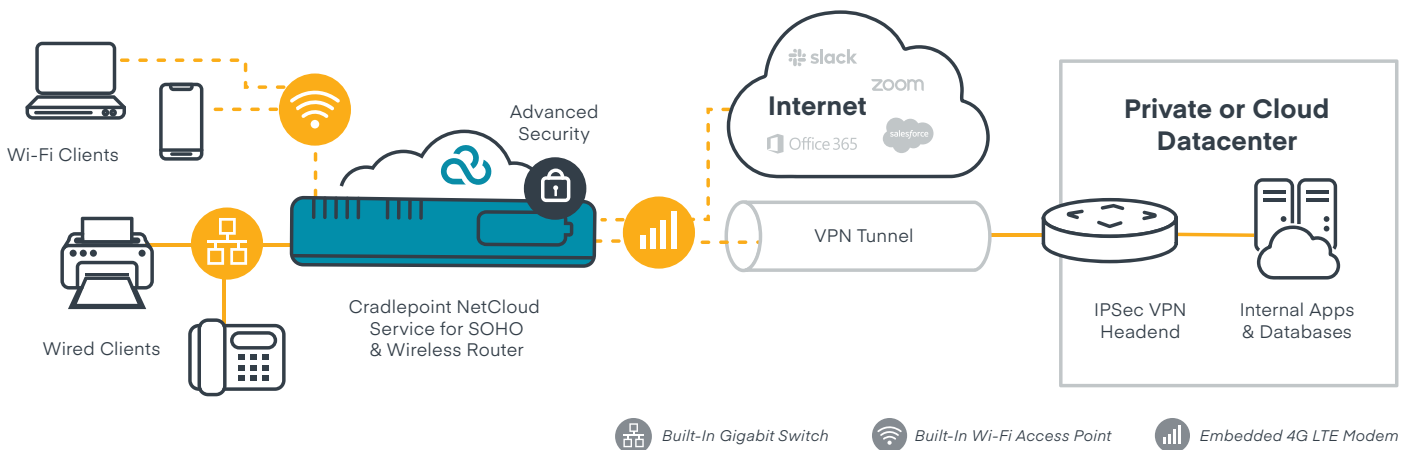 Wi-Fi Clients
Wired Clients
Advanced
Security
Cradlepoint NetCloud
Service for SOHO
& Wireless Router
slack
zoom
Internet
Office 365
salesforce
VPN Tunnel
Private or Cloud
Datacenter
IPSec VPN
Headend
Internal Apps
& Databases
Built-In Gigabit Switch
Built-In Wi-Fi Access Point
Embedded 4G LTE Modem